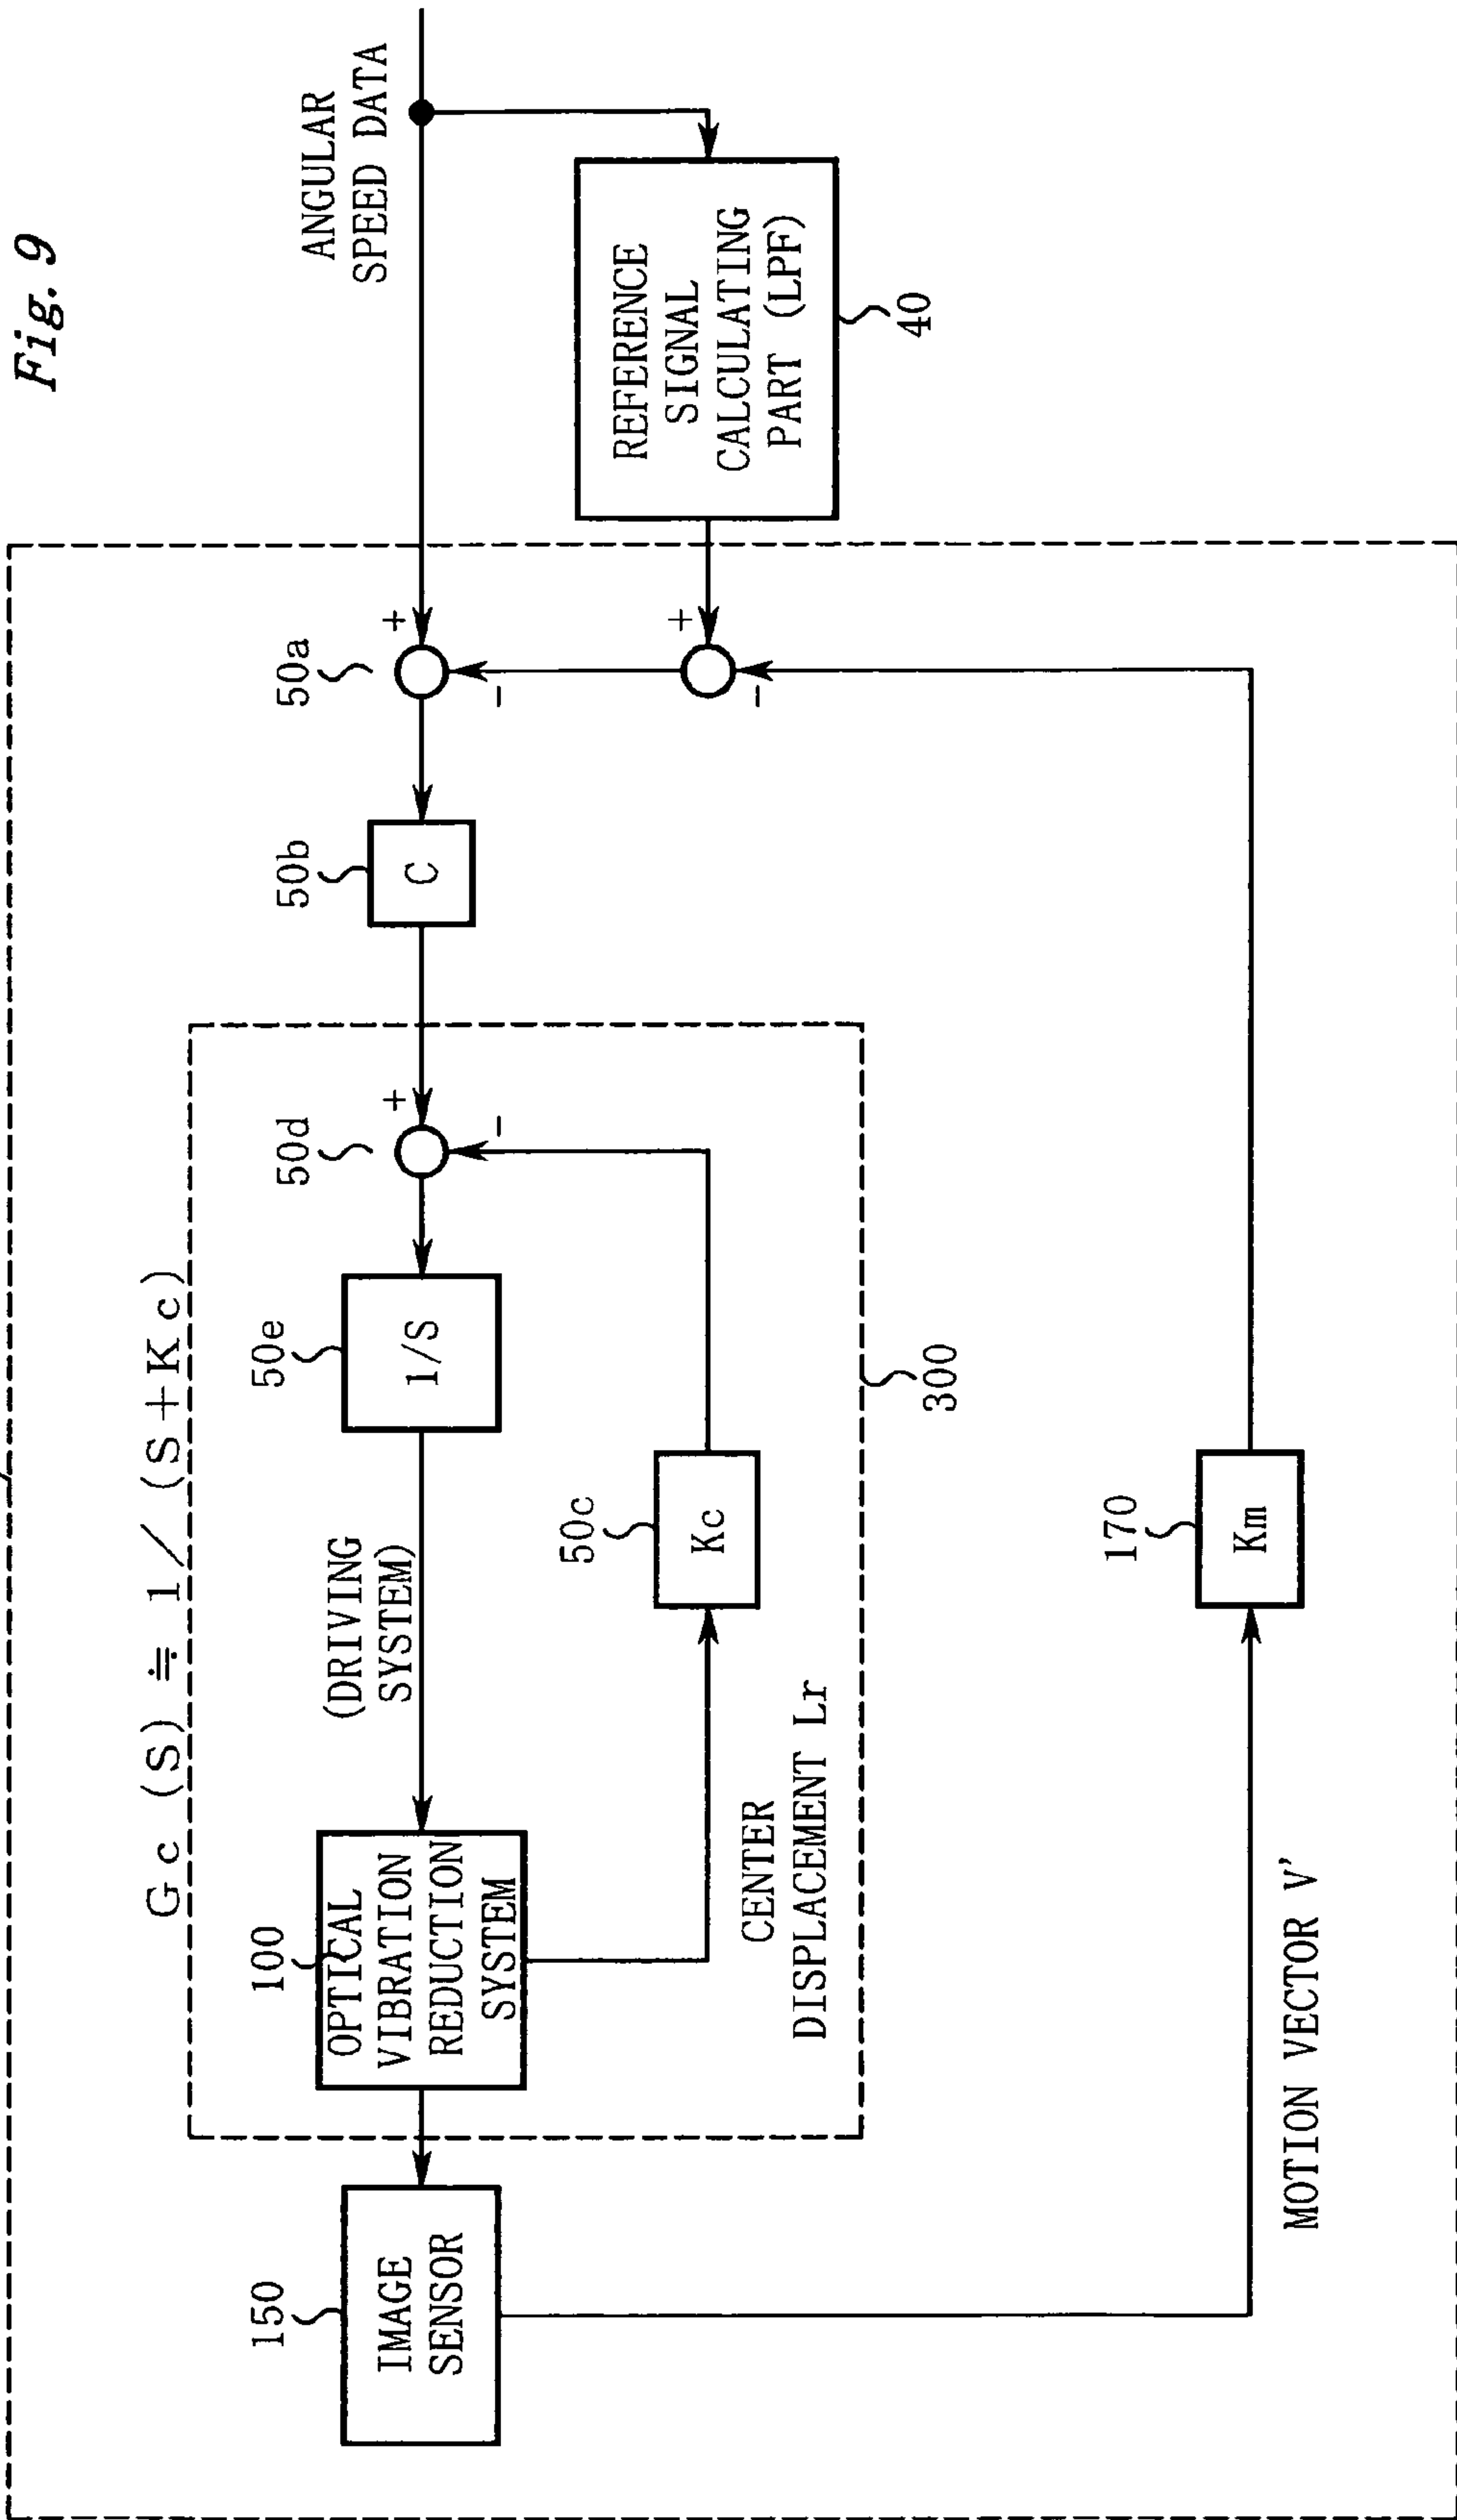 Fig. 9
Gc (S) ≒ 1 / (S+Kc)
150
IMAGE
SENSOR
100
OPTICAL
VIBRATION
REDUCTION
SYSTEM
(DRIVING
SYSTEM)
50e
1/S
50d
+
-
50b
C
50a
+
-
ANGULAR
SPEED DATA
CENTER
DISPLACEMENT Lr
50c
Kc
300
+
-
REFERENCE
SIGNAL
CALCULATING
PART (LPF)
40
MOTION VECTOR V'
170
Km